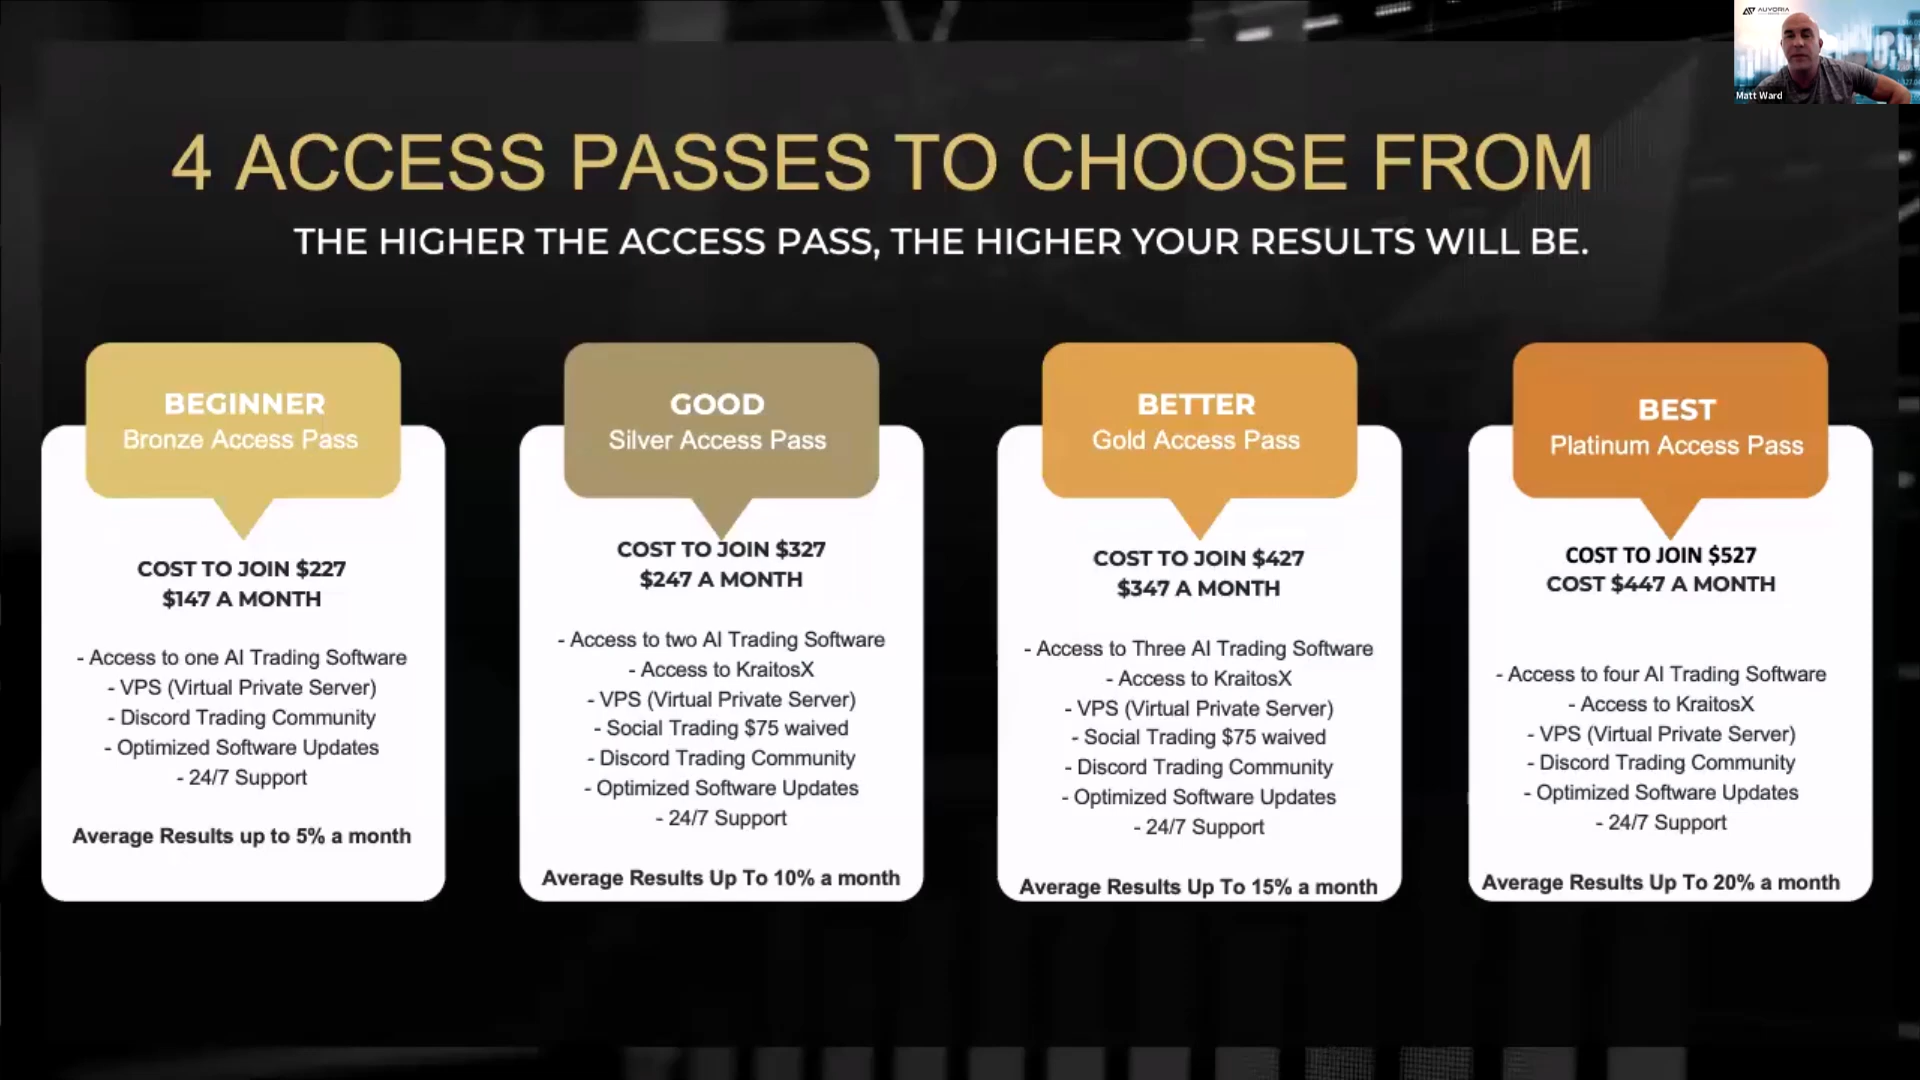 AUVORIA
Matt Ward
4 ACCESS PASSES TO CHOOSE FROM
THE HIGHER THE ACCESS PASS, THE HIGHER YOUR RESULTS WILL BE.
BEGINNER
Bronze Access Pass
COST TO JOIN $227
$147 A MONTH
- Access to one AI Trading Software
- VPS (Virtual Private Server)
- Discord Trading Community
- Optimized Software Updates
- 24/7 Support
Average Results up to 5% a month
GOOD
Silver Access Pass
COST TO JOIN $327
$247 A MONTH
- Access to two AI Trading Software
- Access to KraitosX
- VPS (Virtual Private Server)
- Social Trading $75 waived
- Discord Trading Community
- Optimized Software Updates
- 24/7 Support
Average Results Up To 10% a month
BETTER
Gold Access Pass
COST TO JOIN $427
$347 A MONTH
- Access to Three AI Trading Software
- Access to KraitosX
- VPS (Virtual Private Server)
- Social Trading $75 waived
- Discord Trading Community
- Optimized Software Updates
- 24/7 Support
Average Results Up To 15% a month
BEST
Platinum Access Pass
COST TO JOIN $527
COST $447 A MONTH
- Access to four AI Trading Software
- Access to KraitosX
- VPS (Virtual Private Server)
- Discord Trading Community
- Optimized Software Updates
- 24/7 Support
Average Results Up To 20% a month